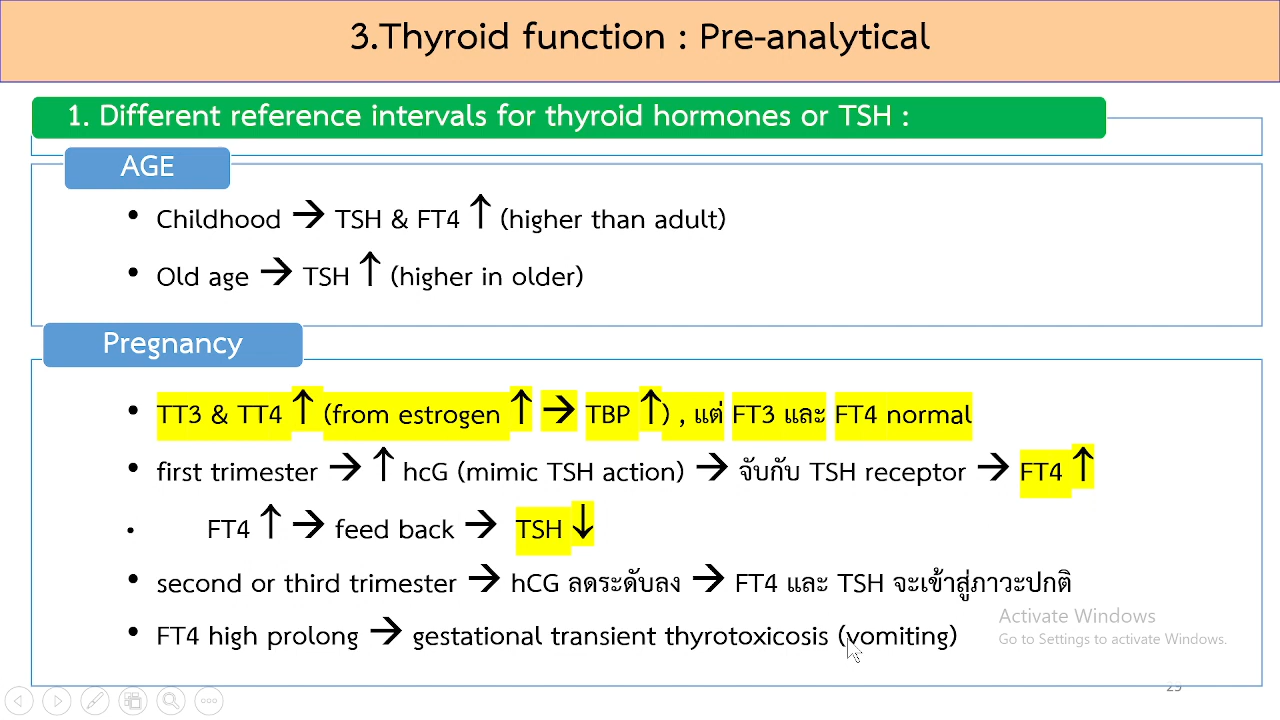 3.Thyroid function : Pre-analytical
1. Different reference intervals for thyroid hormones or TSH :
AGE
• Childhood → TSH & FT4 ↑ (higher than adult)
• Old age → TSH ↑ (higher in older)
Pregnancy
• TT3 & TT4 ↑ (from estrogen ↑ → TBP ↑) , แต่ FT3 และ FT4 normal
• first trimester → ↑ hcG (mimic TSH action) → จับกับ TSH receptor → FT4 ↑
• FT4 ↑ → feed back → TSH ↓
• second or third trimester → hCG ลดระดับลง → FT4 และ TSH จะเข้าสู่ภาวะปกติ
• FT4 high prolong → gestational transient thyrotoxicosis (vomiting)
Activate Windows
Go to Settings to activate Windows.